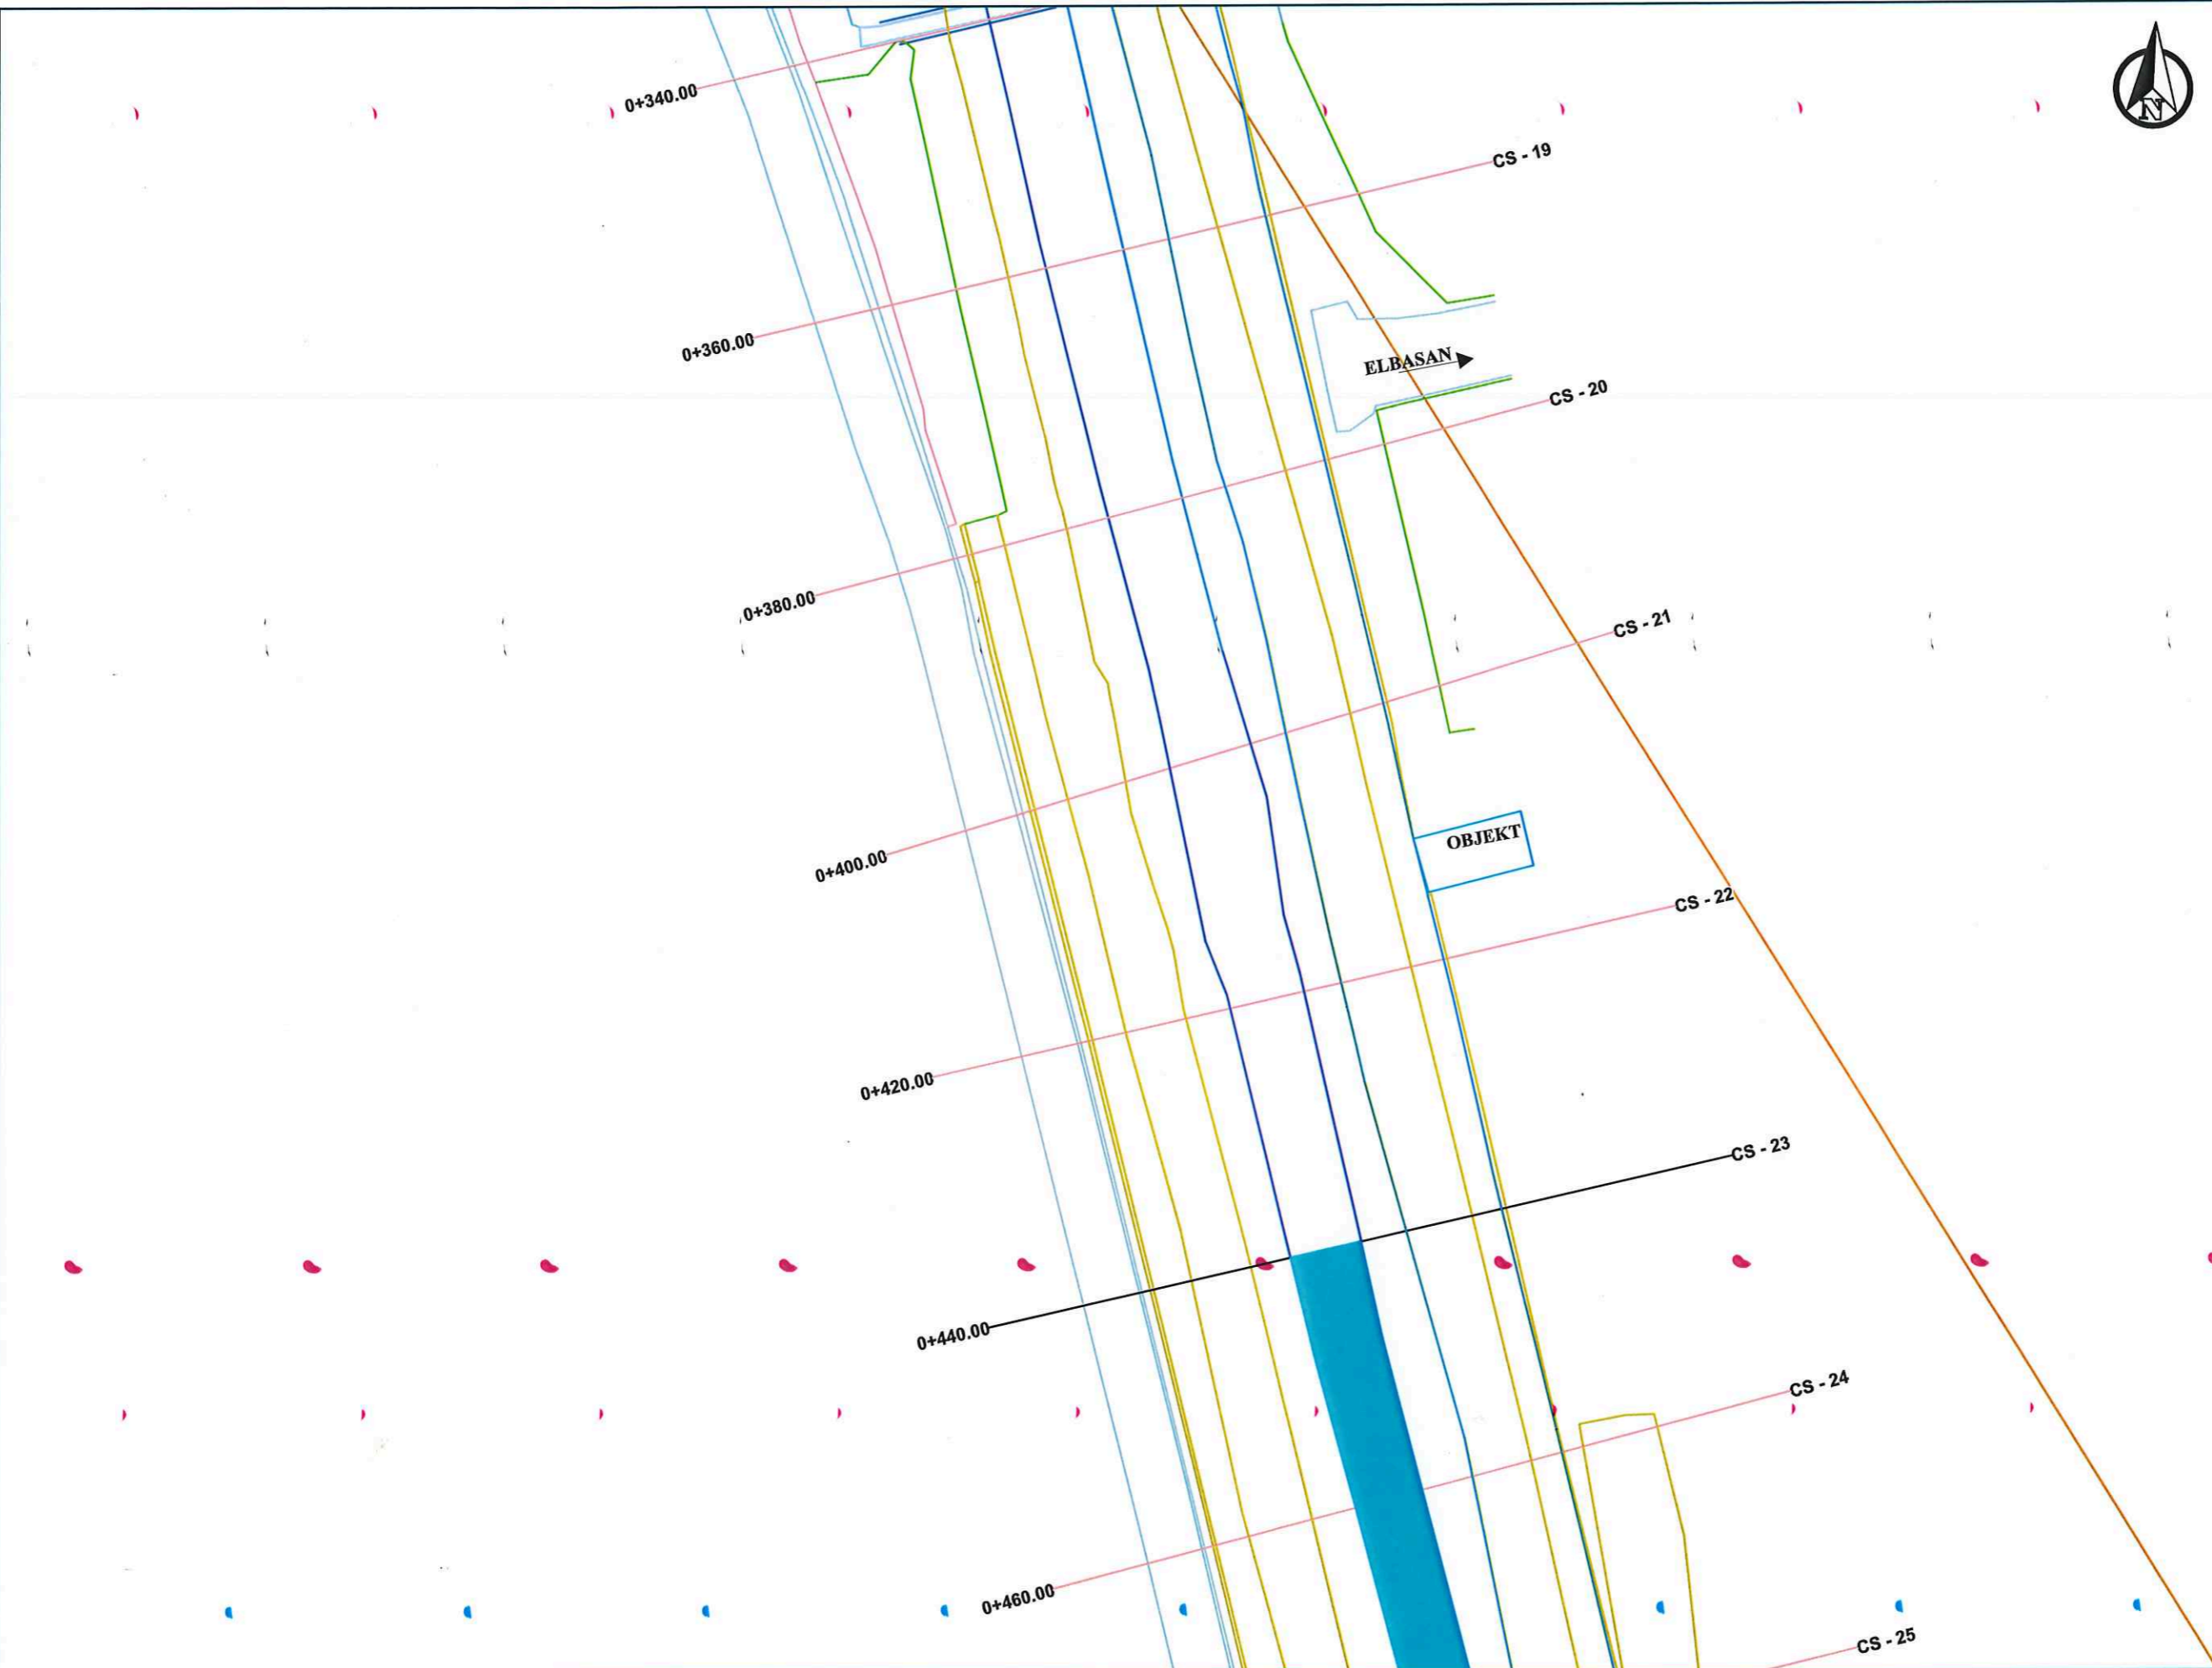 N
0+340.00
CS - 19
0+360.00
ELBASAN
CS - 20
0+380.00
CS - 21
0+400.00
OBJEKT
CS - 22
0+420.00
CS - 23
0+440.00
CS - 24
0+460.00
CS - 25